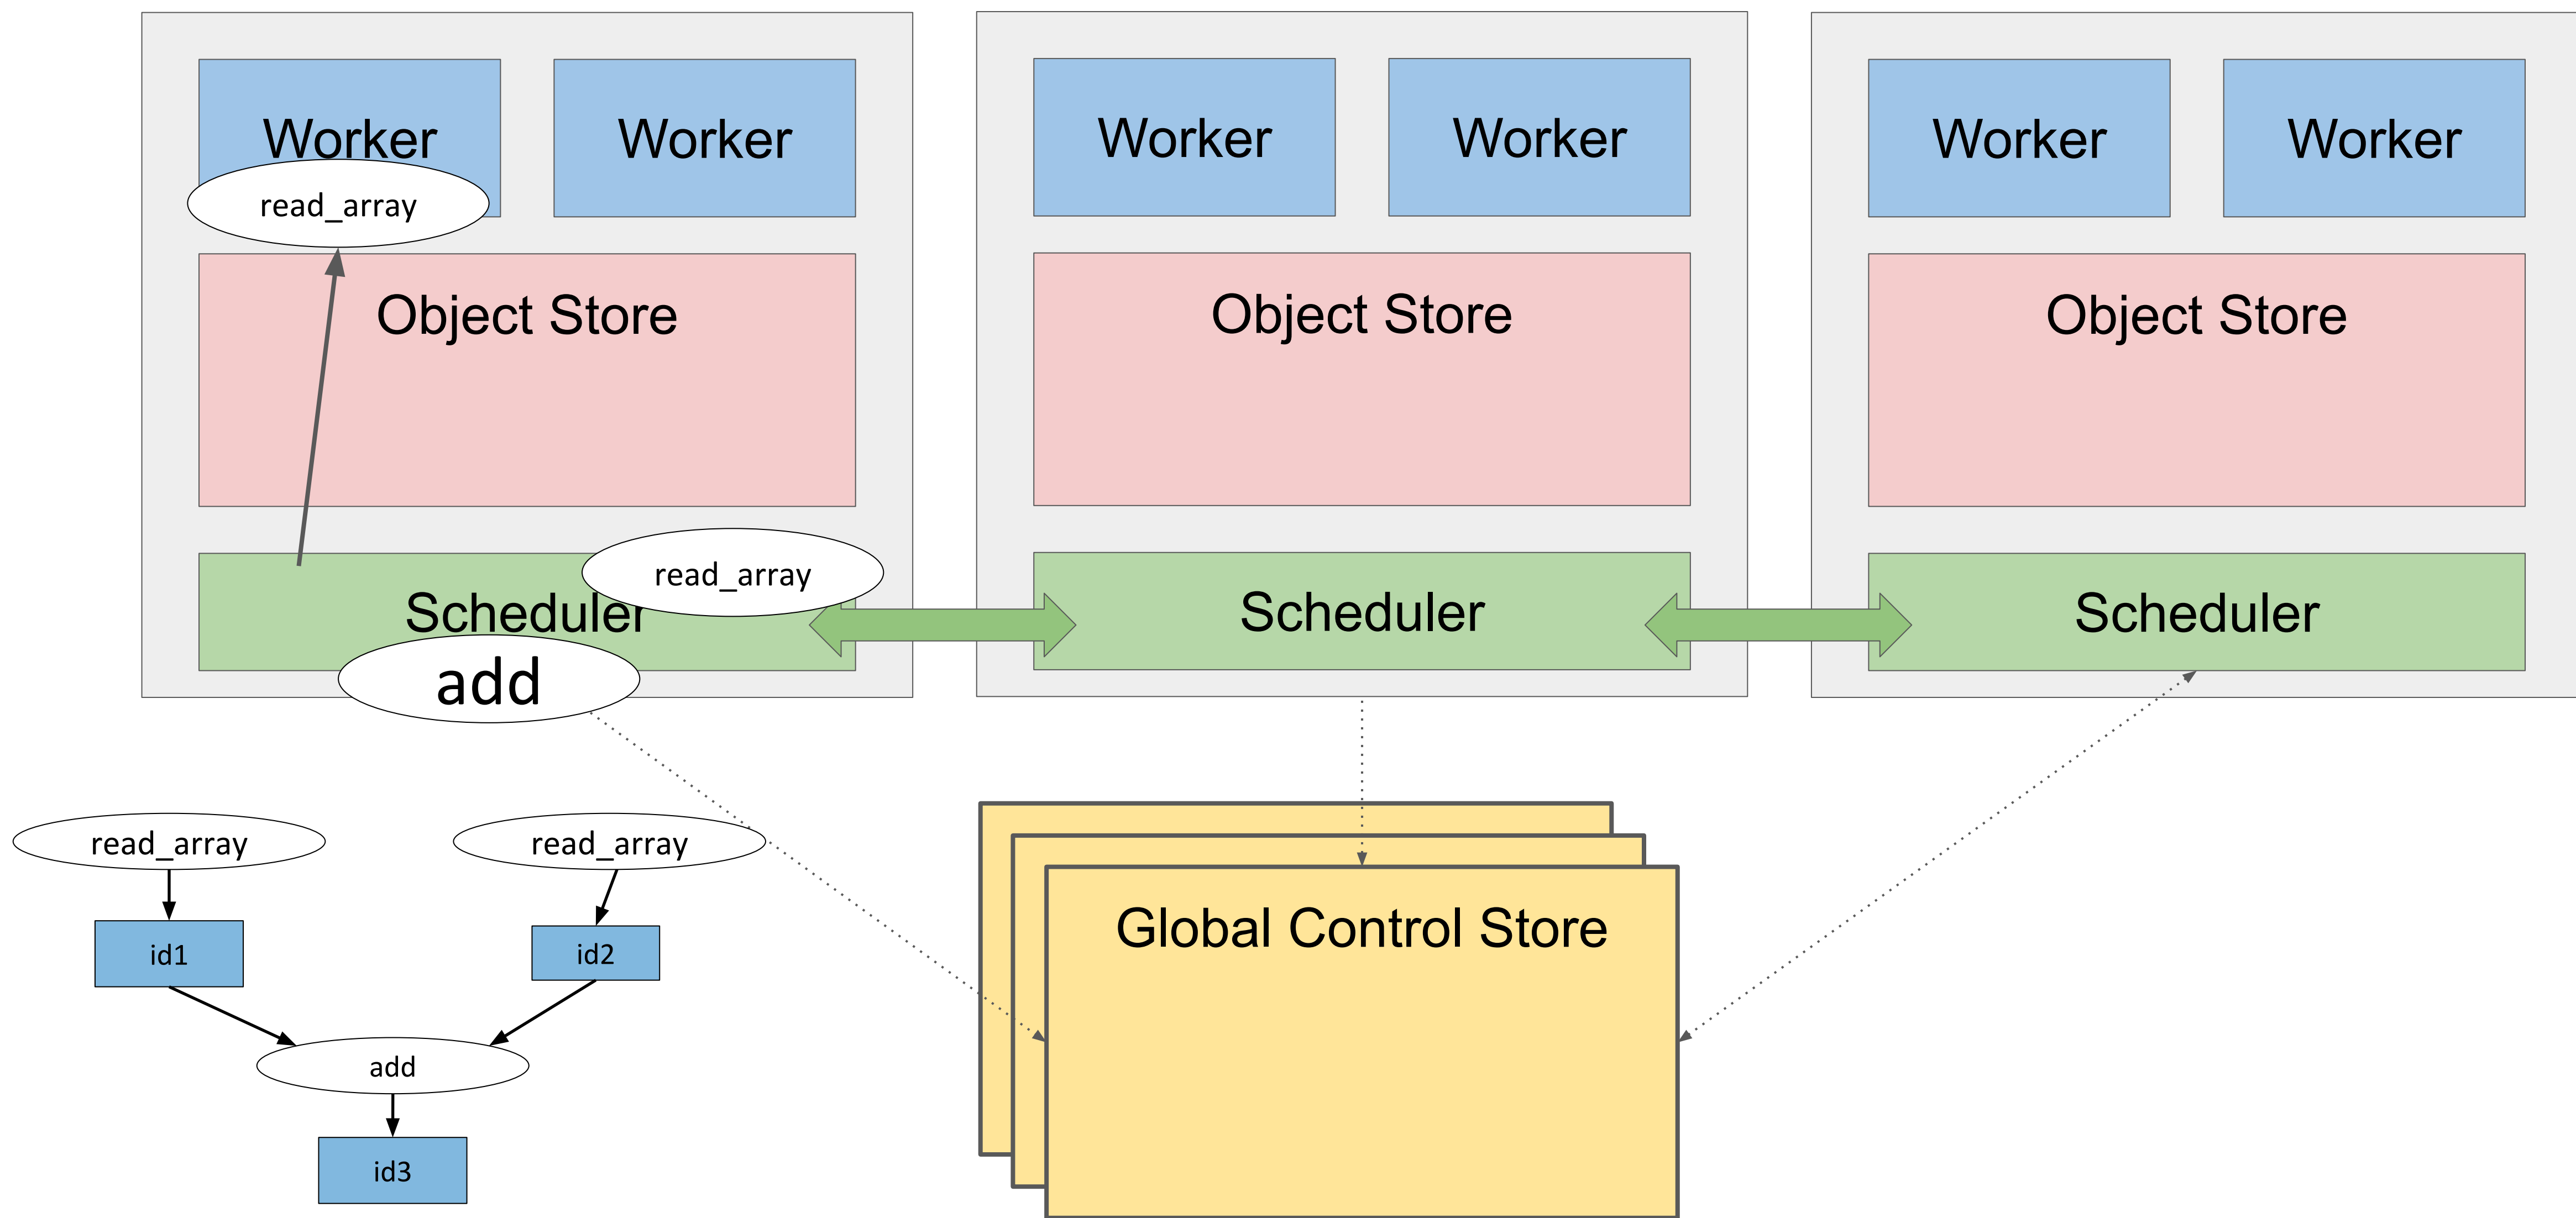 Worker
Worker
Worker
Worker
Worker
Worker
read_array
Object Store
Object Store
Object Store
read_array
Scheduler
Scheduler
Scheduler
add
read_array
read_array
id1
id2
Global Control Store
add
id3